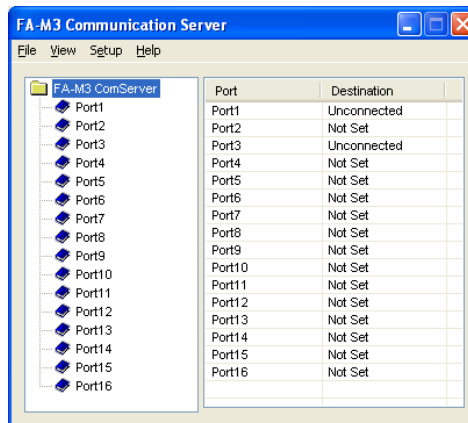 FA-M3 Communication Server
File View Setup Help
FA-M3 ComServer
Port1
Port2
Port3
Port4
Port5
Port6
Port7
Port8
Port9
Port10
Port11
Port12
Port13
Port14
Port15
Port16
Port Destination
Port1 Unconnected
Port2 Not Set
Port3 Unconnected
Port4 Not Set
Port5 Not Set
Port6 Not Set
Port7 Not Set
Port8 Not Set
Port9 Not Set
Port10 Not Set
Port11 Not Set
Port12 Not Set
Port13 Not Set
Port14 Not Set
Port15 Not Set
Port16 Not Set